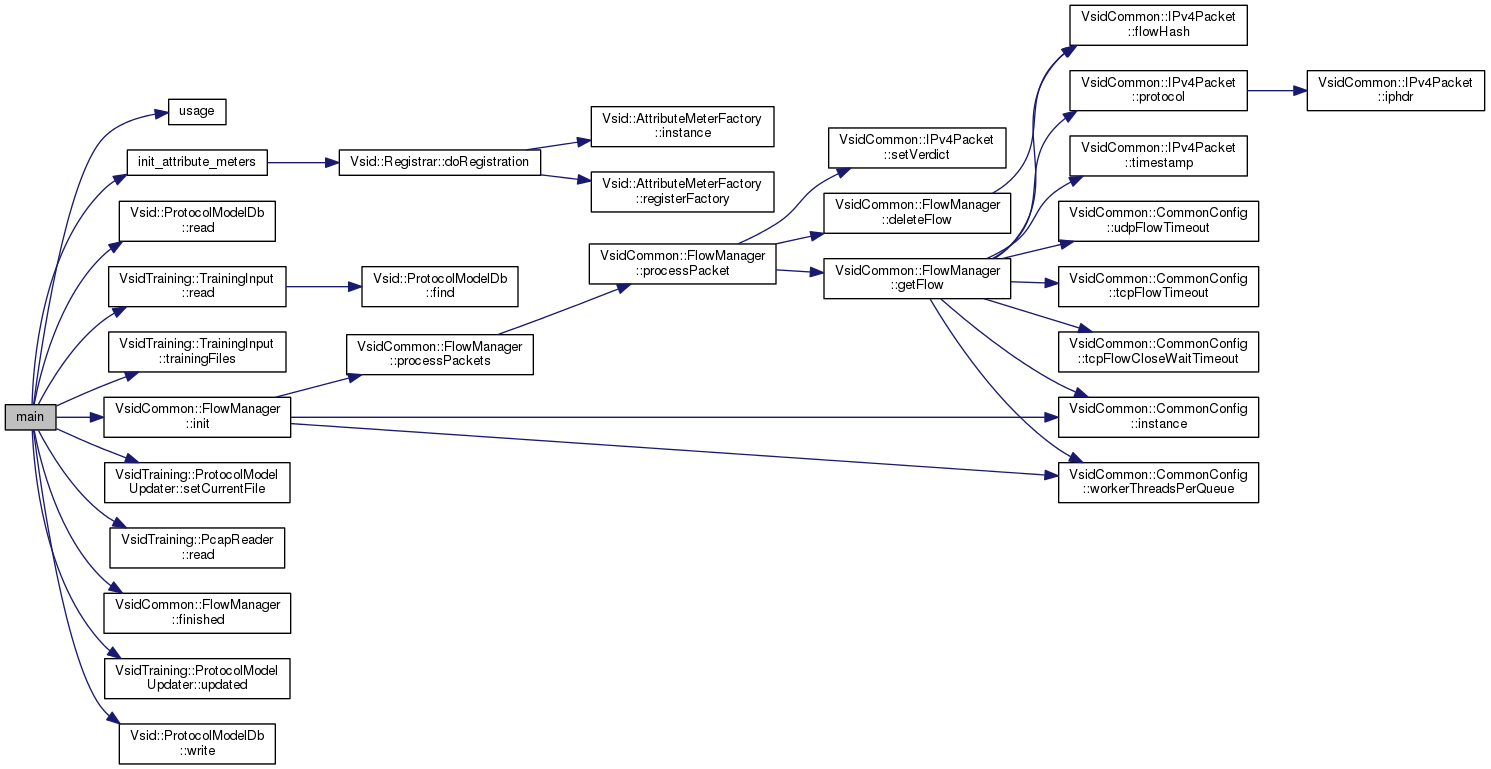 main
usage
init_attribute_meters
Vsid::ProtocolModelDb
::read
VsidTraining::TrainingInput
::read
VsidTraining::TrainingInput
::trainingFiles
VsidCommon::FlowManager
::init
VsidTraining::ProtocolModel
Updater::setCurrentFile
VsidTraining::PcapReader
::read
VsidCommon::FlowManager
::finished
VsidTraining::ProtocolModel
Updater::updated
Vsid::ProtocolModelDb
::write
Vsid::Registrar::doRegistration
Vsid::ProtocolModelDb
::find
VsidCommon::FlowManager
::processPackets
Vsid::AttributeMeterFactory
::instance
Vsid::AttributeMeterFactory
::registerFactory
VsidCommon::FlowManager
::processPacket
VsidCommon::IPv4Packet
::setVerdict
VsidCommon::FlowManager
::deleteFlow
VsidCommon::FlowManager
::getFlow
VsidCommon::IPv4Packet
::flowHash
VsidCommon::IPv4Packet
::protocol
VsidCommon::IPv4Packet
::timestamp
VsidCommon::CommonConfig
::udpFlowTimeout
VsidCommon::CommonConfig
::tcpFlowTimeout
VsidCommon::CommonConfig
::tcpFlowCloseWaitTimeout
VsidCommon::CommonConfig
::instance
VsidCommon::CommonConfig
::workerThreadsPerQueue
VsidCommon::IPv4Packet
::iphdr